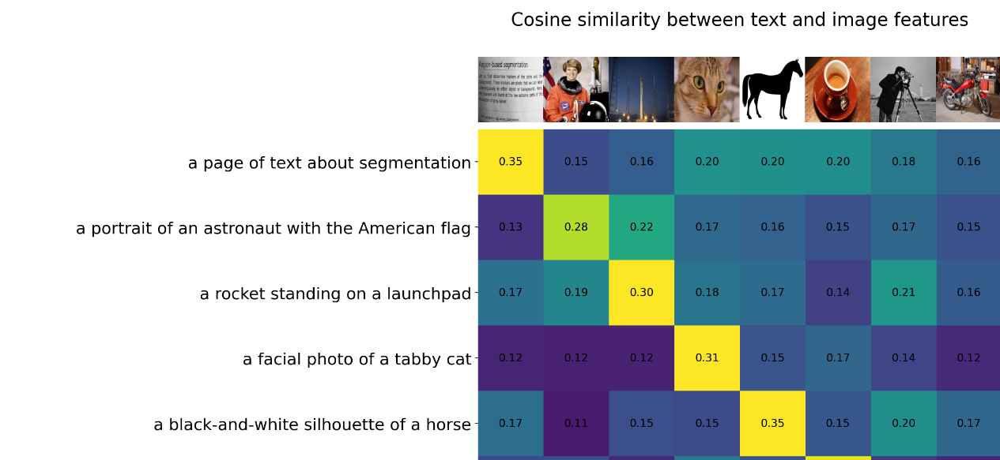 Cosine similarity between text and image features
Region-based segmentation
a page of text about segmentation 0.35 0.15 0.16 0.20 0.20 0.20 0.18 0.16
a portrait of an astronaut with the American flag 0.13 0.28 0.22 0.17 0.16 0.15 0.17 0.15
a rocket standing on a launchpad 0.17 0.19 0.30 0.18 0.17 0.14 0.21 0.16
a facial photo of a tabby cat 0.12 0.12 0.12 0.31 0.15 0.17 0.14 0.12
a black-and-white silhouette of a horse 0.17 0.11 0.15 0.15 0.35 0.15 0.20 0.17